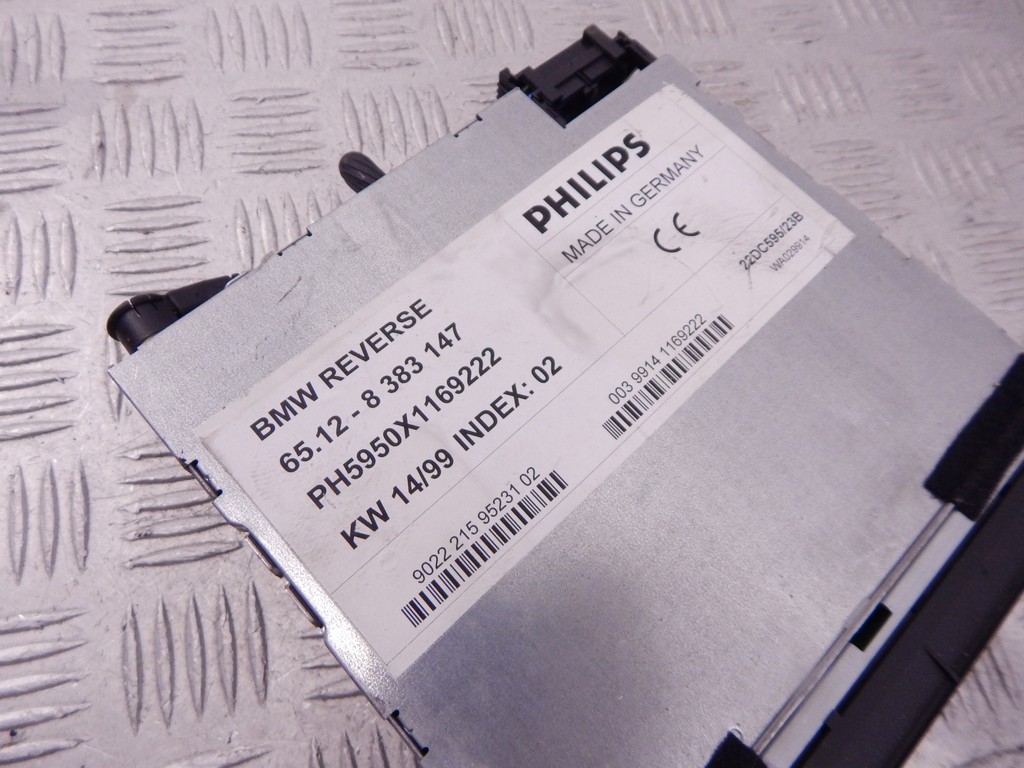 PHILIPS
MADE IN GERMANY
CE
22DC595/23B
WA029914
BMW REVERSE
65.12 - 8 383 147
PH5950X1169222
KW 14/99 INDEX: 02
003 9914 1169222
9022 215 95231 02